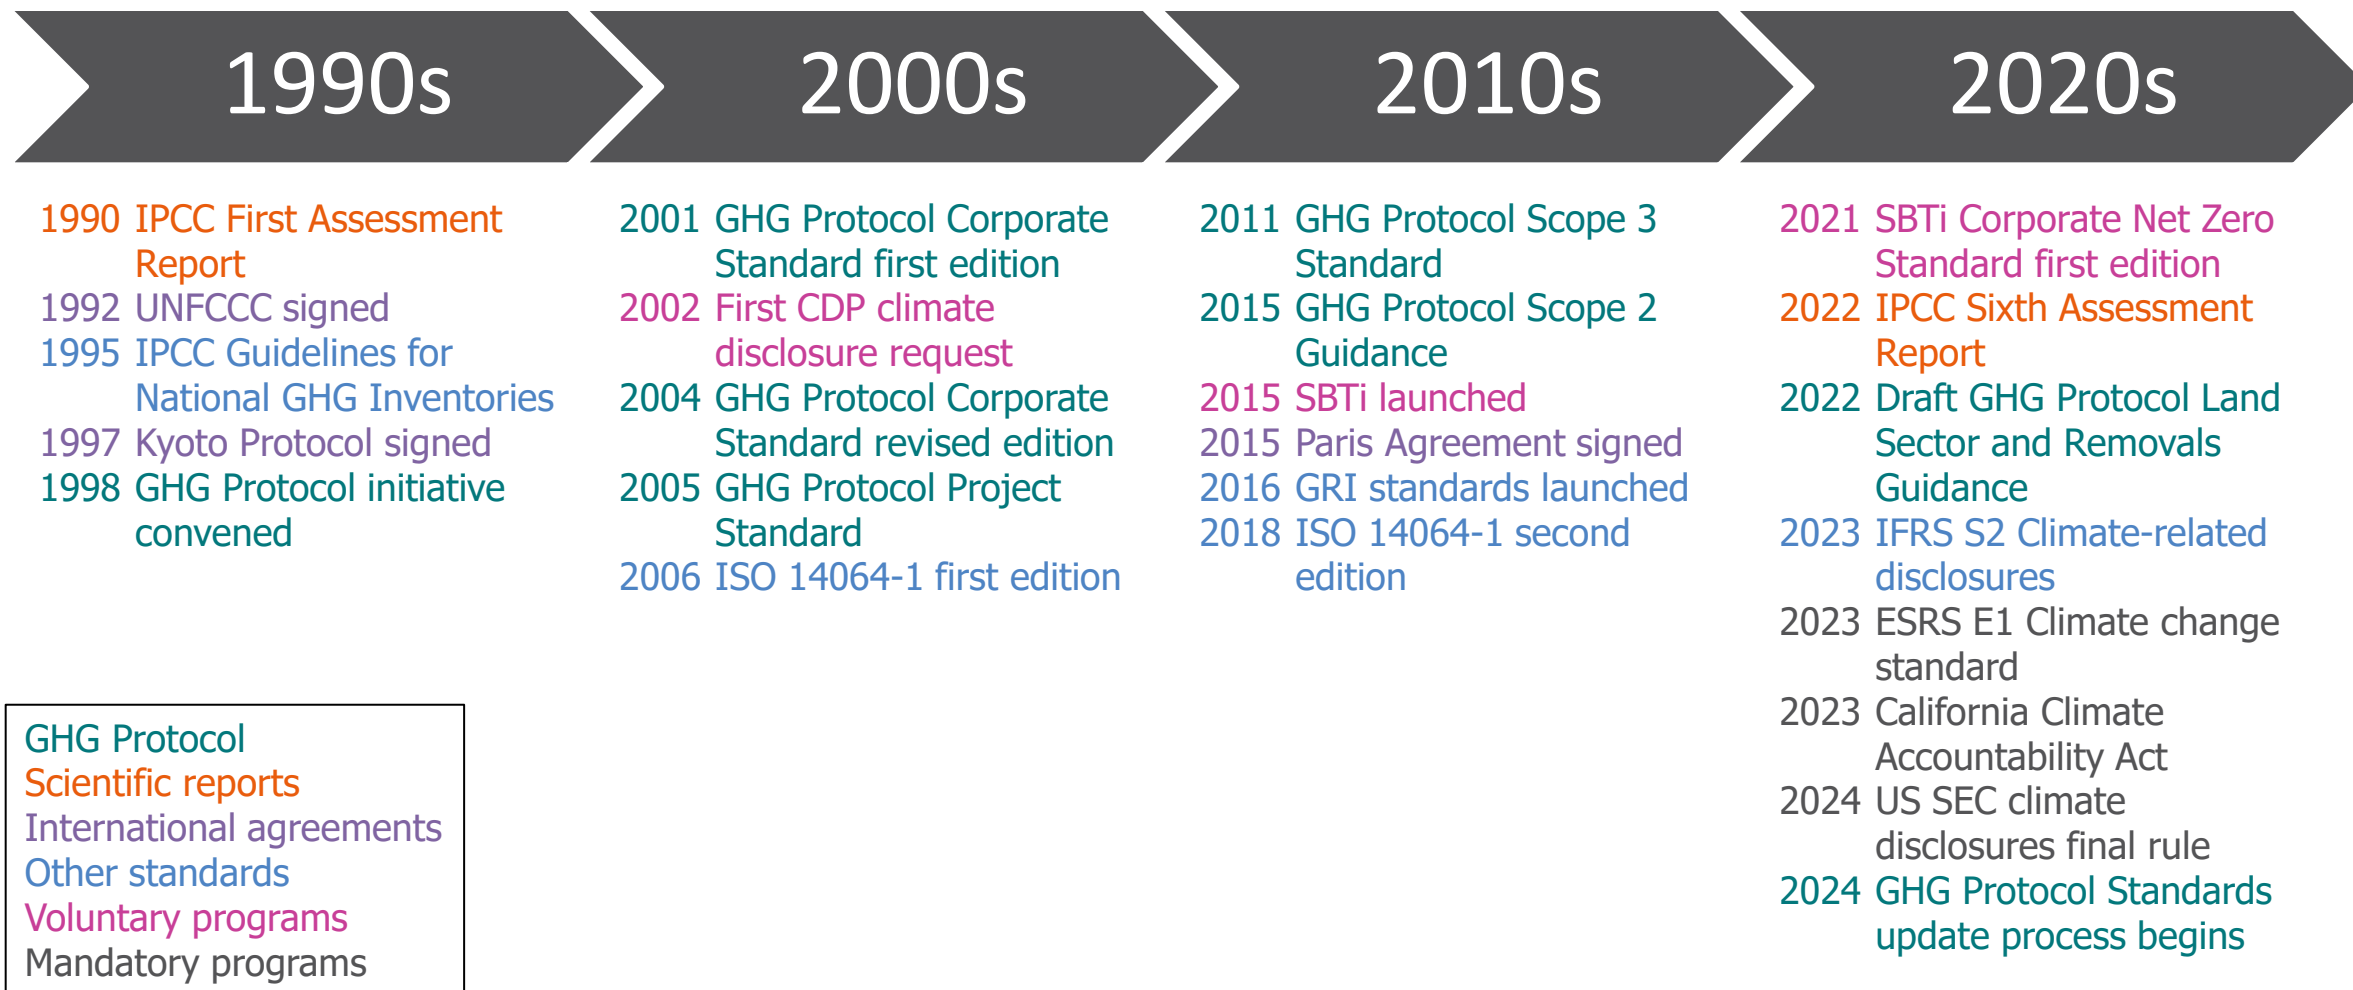 1990s
2000s
2010s
2020s
1990 IPCC First Assessment
Report
1992 UNFCCC signed
1995 IPCC Guidelines for
National GHG Inventories
1997 Kyoto Protocol signed
1998 GHG Protocol initiative
convened
2001 GHG Protocol Corporate
Standard first edition
2002 First CDP climate
disclosure request
2004 GHG Protocol Corporate
Standard revised edition
2005 GHG Protocol Project
Standard
2006 ISO 14064-1 first edition
2011 GHG Protocol Scope 3
Standard
2015 GHG Protocol Scope 2
Guidance
2015 SBTi launched
2015 Paris Agreement signed
2016 GRI standards launched
2018 ISO 14064-1 second
edition
2021 SBTi Corporate Net Zero
Standard first edition
2022 IPCC Sixth Assessment
Report
2022 Draft GHG Protocol Land
Sector and Removals
Guidance
2023 IFRS S2 Climate-related
disclosures
2023 ESRS E1 Climate change
standard
2023 California Climate
Accountability Act
2024 US SEC climate
disclosures final rule
2024 GHG Protocol Standards
update process begins
GHG Protocol
Scientific reports
International agreements
Other standards
Voluntary programs
Mandatory programs